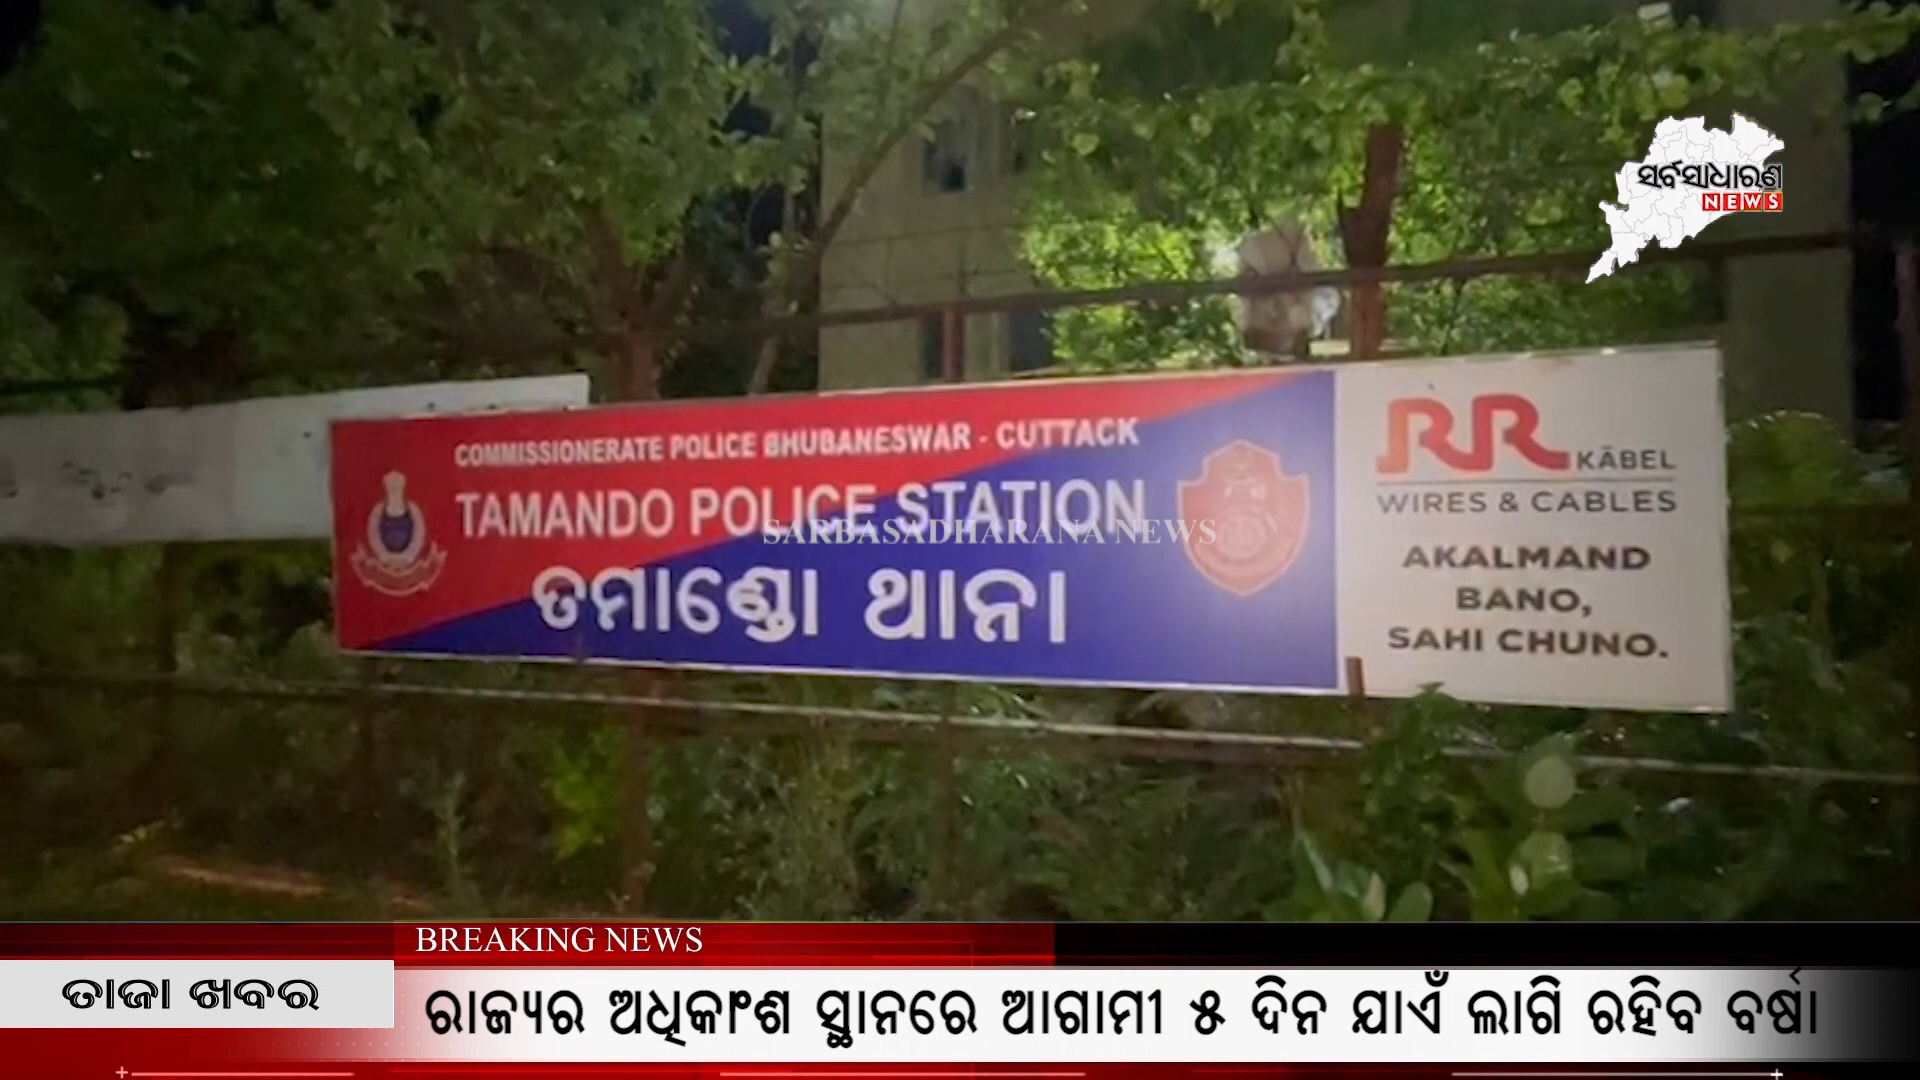 ସର୍ବସାଧାରଣ
NEWS
COMMISSIONERATE POLICE BHUBANESWAR - CUTTACK
TAMANDO POLICE STATION
ତମାଣ୍ଡୋ ଥାନା
SARBASADHARANA NEWS
RR KĀBEL
WIRES & CABLES
AKALMAND
BANO,
SAHI CHUNO.
BREAKING NEWS
ତାଜା ଖବର
ରାଜ୍ୟର ଅଧିକାଂଶ ସ୍ଥାନରେ ଆଗାମୀ ୫ ଦିନ ଯାଏଁ ଲାଗି ରହିବ ବର୍ଷା